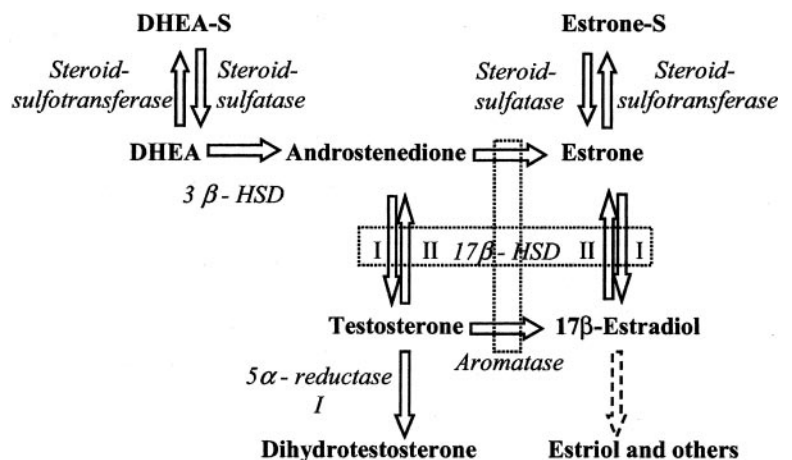 DHEA-S Estrone-S
Steroid-
sulfotransferase
Steroid-
sulfatase
Steroid-
sulfatase
Steroid-
sulfotransferase
DHEA Androstenedione Estrone
3 β - HSD
I II 17β- HSD II I
Testosterone 17β-Estradiol
Aromatase
5α - reductase
I
Dihydrotestosterone Estriol and others